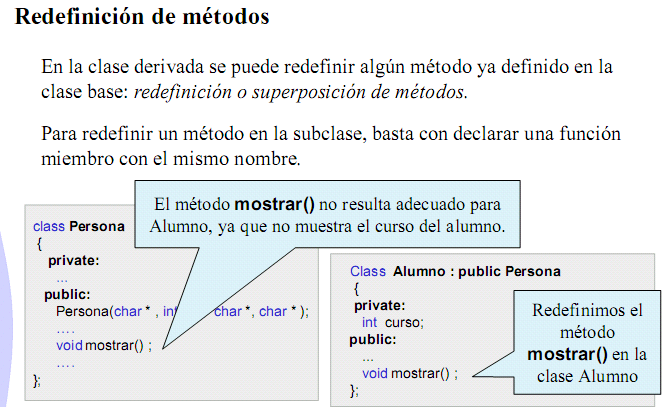 Redefinición de métodos
En la clase derivada se puede redefinir algún método ya definido en la
clase base: redefinición o superposición de métodos.
Para redefinir un método en la subclase, basta con declarar una función
miembro con el mismo nombre.
El método mostrar() no resulta adecuado para
Alumno, ya que no muestra el curso del alumno.
class Persona
{
private:
...
public:
Persona(char * , int char *, char * );
....
void mostrar() ;
....
};
Class Alumno : public Persona
{
private:
int curso;
public:
...
void mostrar() ;
};
Redefinimos el
método
mostrar() en la
clase Alumno